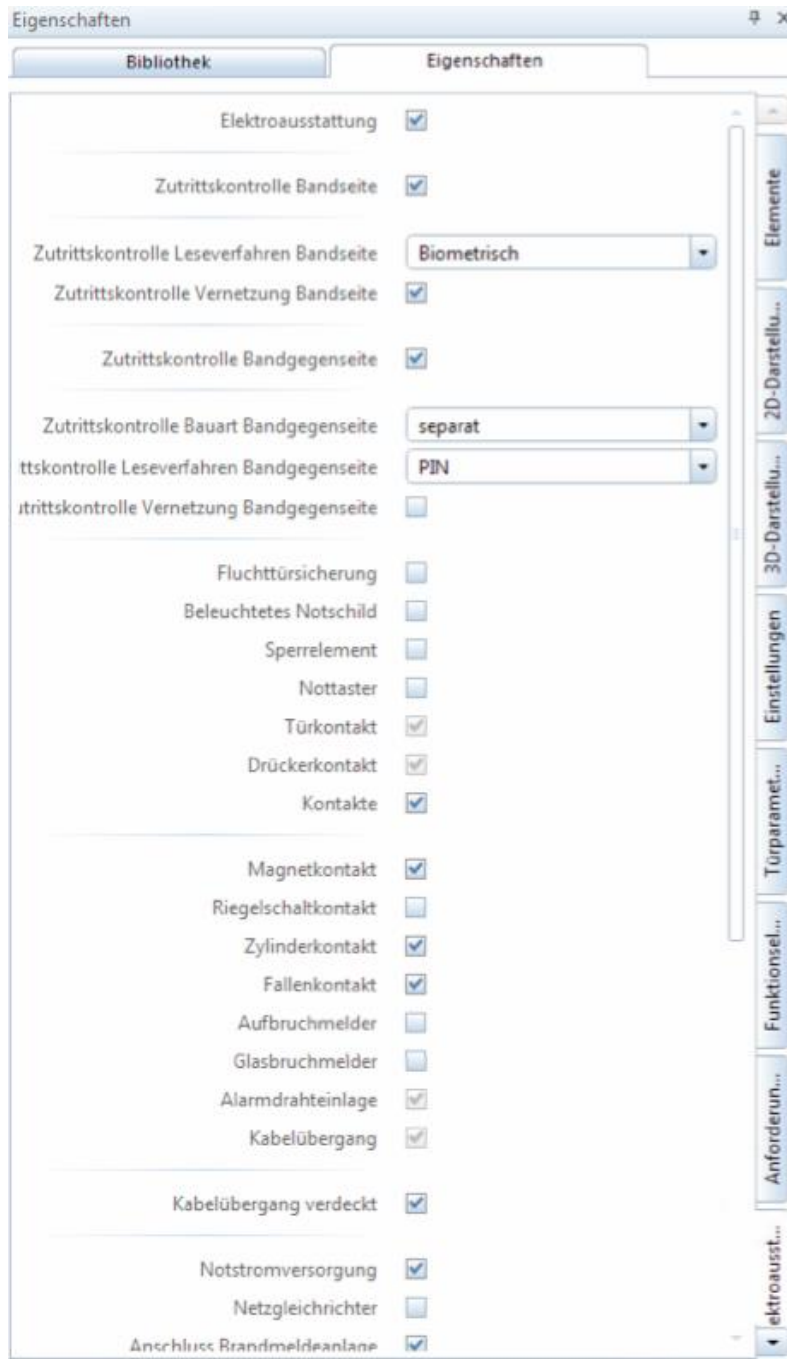 Eigenschaften
Bibliothek
Eigenschaften
Elektroausstattung
Zutrittskontrolle Bandseite
Zutrittskontrolle Leseverfahren Bandseite Biometrisch
Zutrittskontrolle Vernetzung Bandseite
Zutrittskontrolle Bandgegenseite
Zutrittskontrolle Bauart Bandgegenseite separat
ttskontrolle Leseverfahren Bandgegenseite PIN
utrittskontrolle Vernetzung Bandgegenseite
Fluchttürsicherung
Beleuchtetes Notschild
Sperrelement
Nottaster
Türkontakt
Drückerkontakt
Kontakte
Magnetkontakt
Riegelschaltkontakt
Zylinderkontakt
Fallenkontakt
Aufbruchmelder
Glasbruchmelder
Alarmdrahteinlage
Kabelübergang
Kabelübergang verdeckt
Notstromversorgung
Netzgleichrichter
Anschluss Brandmeldeanlage
Elemente
2D-Darstellu...
3D-Darstellu...
Einstellungen
Türparamet...
Funktionsel...
Anforderun...
ektroausst...